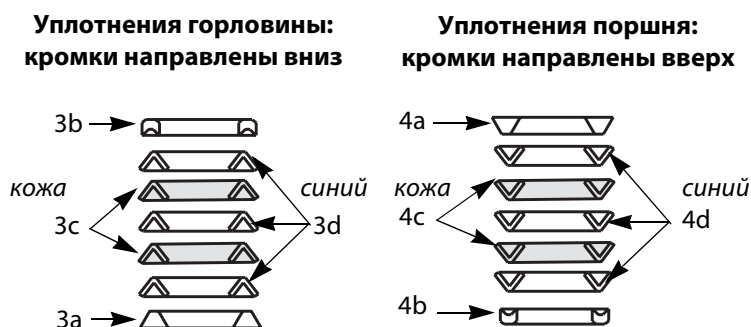 Уплотнения горловины:
кромки направлены вниз
3b
кожа
синий
3c
3d
3a
Уплотнения поршня:
кромки направлены вверх
4a
кожа
синий
4c
4d
4b